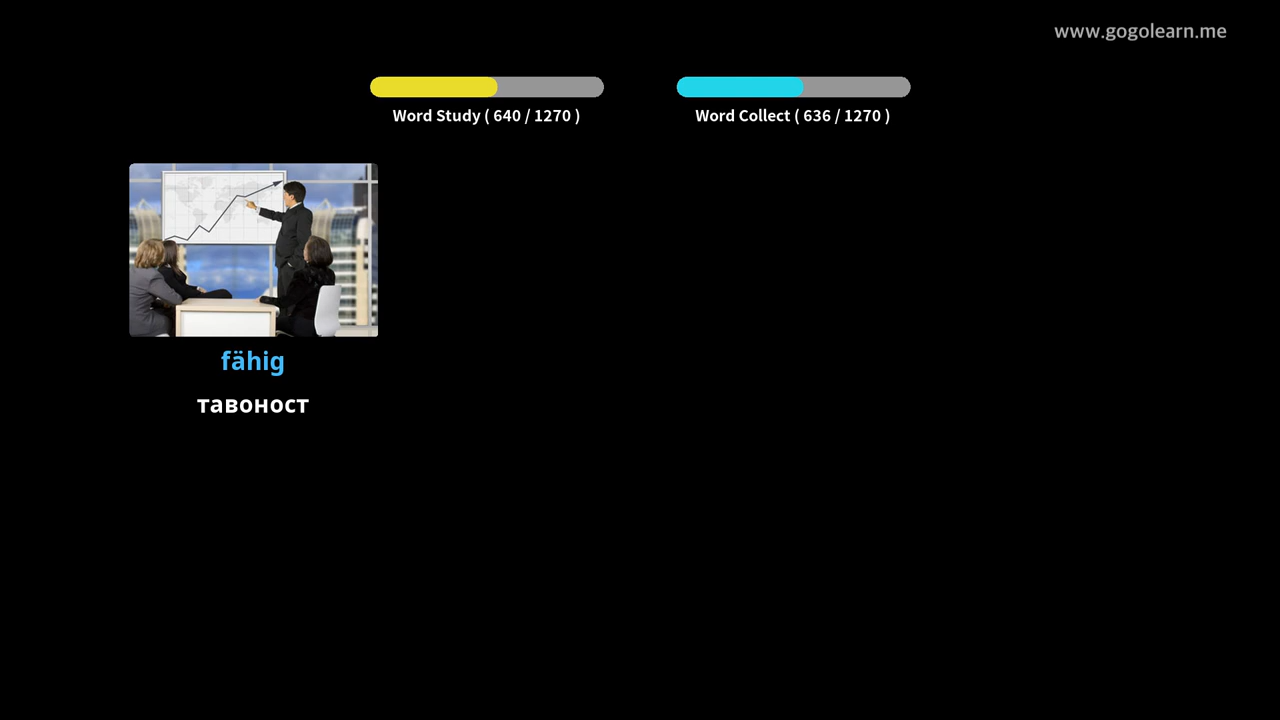 www.gogolearn.me
Word Study ( 640 / 1270 )
Word Collect ( 636 / 1270 )
fähig
тавоност